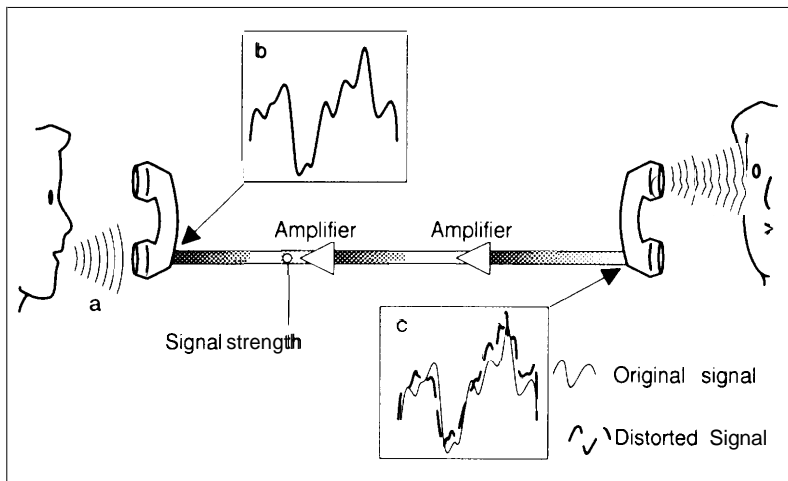 b
Amplifier Amplifier
a
Signal strength
c
Original signal
Distorted Signal